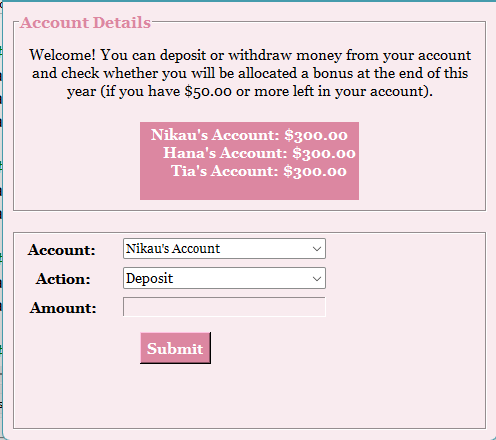 Account Details
Welcome! You can deposit or withdraw money from your account
and check whether you will be allocated a bonus at the end of this
year (if you have $50.00 or more left in your account).
Nikau's Account: $300.00
Hana's Account: $300.00
Tia's Account: $300.00
Account: Nikau's Account
Action: Deposit
Amount:
Submit